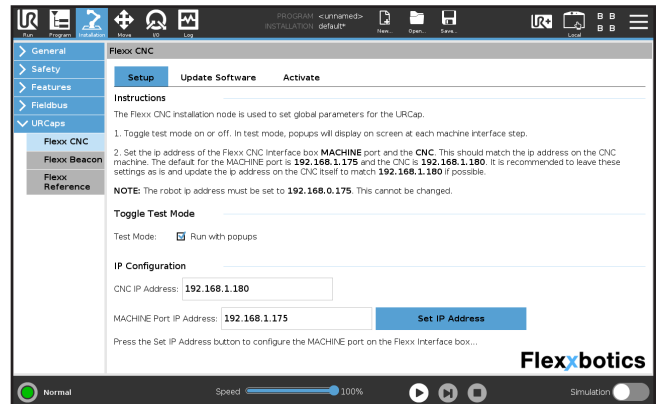 PROGRAM <unnamed>
INSTALLATION default*
Run Program Installation Move I/O Log New... Open... Save... Local
B B
B B
General
Safety
Features
Fieldbus
URCaps
Flexx CNC
Flexx Beacon
Flexx
Reference
Flexx CNC
Setup Update Software Activate
Instructions
The Flexx CNC installation node is used to set global parameters for the URCap.
1. Toggle test mode on or off. In test mode, popups will display on screen at each machine interface step.
2. Set the ip address of the Flexx CNC Interface box MACHINE port and the CNC. This should match the ip address on the CNC
machine. The default for the MACHINE port is 192.168.1.175 and the CNC is 192.168.1.180. It is recommended to leave these
settings as is and update the ip address on the CNC itself to match 192.168.1.180 if possible.
NOTE: The robot ip address must be set to 192.168.0.175. This cannot be changed.
Toggle Test Mode
Test Mode: Run with popups
IP Configuration
CNC IP Address: 192.168.1.180
MACHINE Port IP Address: 192.168.1.175 Set IP Address
Press the Set IP Address button to configure the MACHINE port on the Flexx Interface box...
Flexxbotics
Normal Speed 100% Simulation